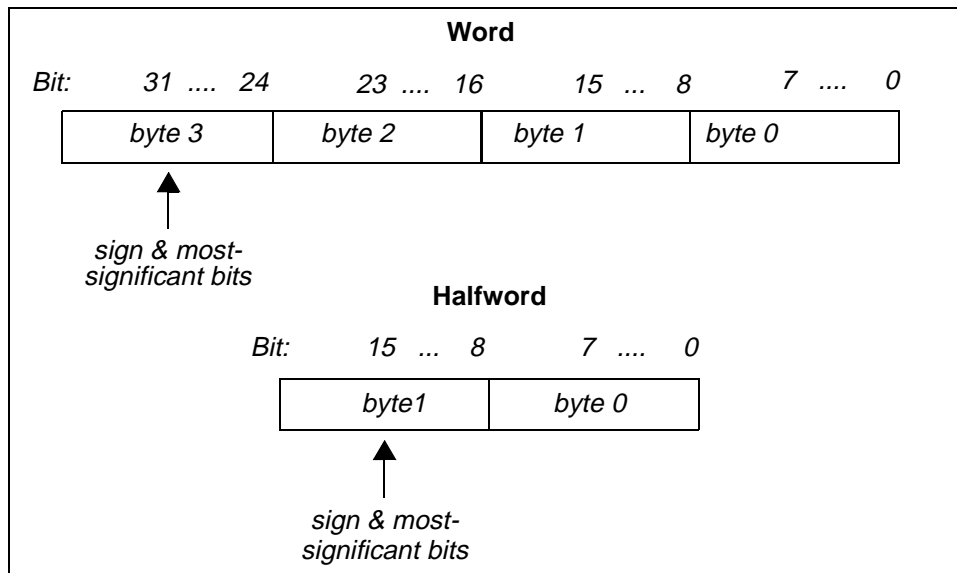 Word
Bit: 31 .... 24 23 .... 16 15 ... 8 7 .... 0
byte 3 byte 2 byte 1 byte 0
sign & most-
significant bits
Halfword
Bit: 15 ... 8 7 .... 0
byte1 byte 0
sign & most-
significant bits